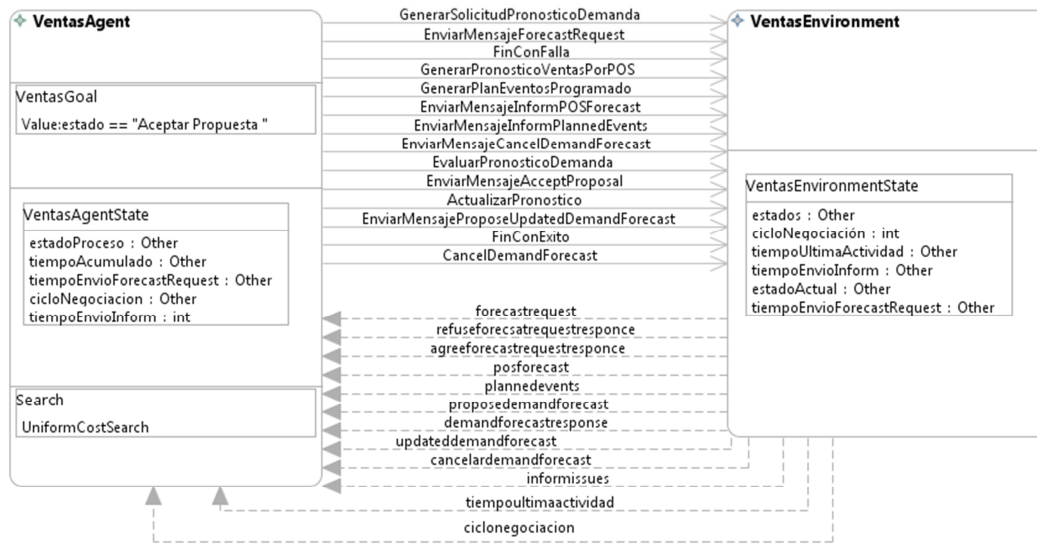 VentasAgent
VentasGoal
Value:estado == "Aceptar Propuesta "
VentasAgentState
estadoProceso : Other
tiempoAcumulado : Other
tiempoEnvioForecastRequest : Other
cicloNegociacion : Other
tiempoEnvioInform : int
Search
UniformCostSearch
GenerarSolicitudPronosticoDemanda
EnviarMensajeForecastRequest
FinConFalla
GenerarPronosticoVentasPorPOS
GenerarPlanEventosProgramado
EnviarMensajeInformPOSForecast
EnviarMensajeInformPlannedEvents
EnviarMensajeCancelDemandForecast
EvaluarPronosticoDemanda
EnviarMensajeAcceptProposal
ActualizarPronostico
EnviarMensajeProposeUpdatedDemandForecast
FinConExito
CancelDemandForecast
forecastrequest
refuseforecsatrequestresponce
agreeforecastrequestresponce
posforecast
plannedevents
proposedemandforecast
demandforecastresponse
updateddemandforecast
cancelardemandforecast
informissues
tiempoultimaactividad
ciclonegociacion
VentasEnvironment
VentasEnvironmentState
estados : Other
cicloNegociación : int
tiempoUltimaActividad : Other
tiempoEnvioInform : Other
estadoActual : Other
tiempoEnvioForecastRequest : Other